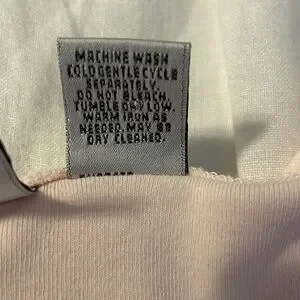 MACHINE WASH
COLD GENTLE CYCLE
SEPARATELY.
DO NOT BLEACH.
TUMBLE DRY LOW.
WARM IRON AS
NEEDED. MAY BE
DRY CLEANED.